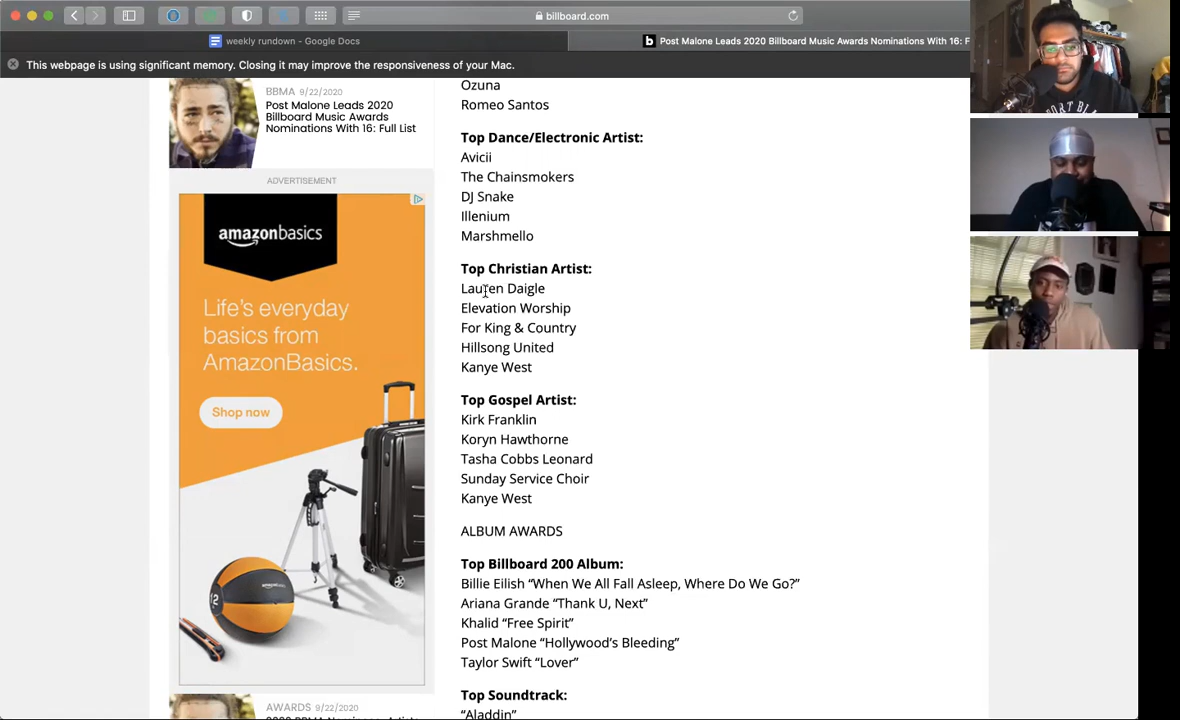 billboard.com
weekly rundown - Google Docs
b Post Malone Leads 2020 Billboard Music Awards Nominations With 16: F
This webpage is using significant memory. Closing it may improve the responsiveness of your Mac.
BBMA 9/22/2020
Post Malone Leads 2020
Billboard Music Awards
Nominations With 16: Full List
ADVERTISEMENT
amazonbasics
Life's everyday
basics from
AmazonBasics.
Shop now
12
AWARDS 9/22/2020
Ozuna
Romeo Santos
Top Dance/Electronic Artist:
Avicii
The Chainsmokers
DJ Snake
Illenium
Marshmello
Top Christian Artist:
Lauren Daigle
Elevation Worship
For King & Country
Hillsong United
Kanye West
Top Gospel Artist:
Kirk Franklin
Koryn Hawthorne
Tasha Cobbs Leonard
Sunday Service Choir
Kanye West
ALBUM AWARDS
Top Billboard 200 Album:
Billie Eilish “When We All Fall Asleep, Where Do We Go?”
Ariana Grande “Thank U, Next”
Khalid “Free Spirit”
Post Malone “Hollywood’s Bleeding”
Taylor Swift “Lover”
Top Soundtrack:
“Aladdin”